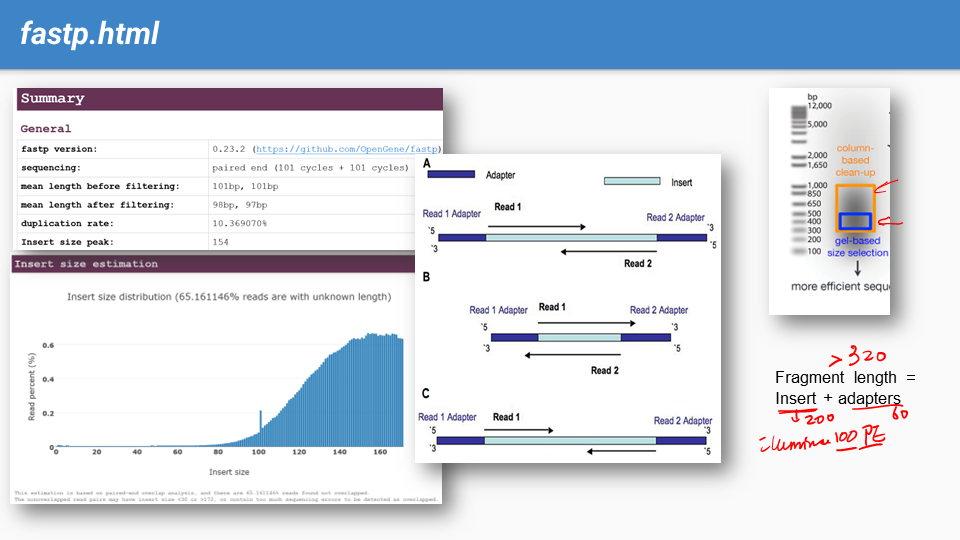 fastp.html
Summary
General
fastp version: 0.23.2 (https://github.com/OpenGene/fastp)
sequencing: paired end (101 cycles + 101 cycles)
mean length before filtering: 101bp, 101bp
mean length after filtering: 98bp, 97bp
duplication rate: 10.369070%
Insert size peak: 154
Insert size estimation
Insert size distribution (65.161146% reads are with unknown length)
Read percent (%)
0.6
0.4
0.2
0
0 20 40 60 80 100 120 140 160
Insert size
This estimation is based on paired-end overlap analysis, and there are 65.161146% reads found not overlapped.
The nonoverlapped read pairs may have insert size <30 or >172, or contain too much sequencing errors to be detected as overlapped.
A
Adapter
Insert
Read 1
Read 1 Adapter
Read 2 Adapter
'5
'3
'3
'5
Read 2
B
Read 1
Read 1 Adapter
Read 2 Adapter
'5
'3
'3
'5
Read 2
C
Read 1 Adapter
Read 1
Read 2 Adapter
'5
'3
'3
'5
Read 2
bp
12,000
5,000
2,000
1,650
1,000
850
650
500
400
300
200
100
column-
based
clean-up
gel-based
size selection
more efficient sequ
> 320
Fragment length =
Insert + adapters
200
60
illumina 100 PE